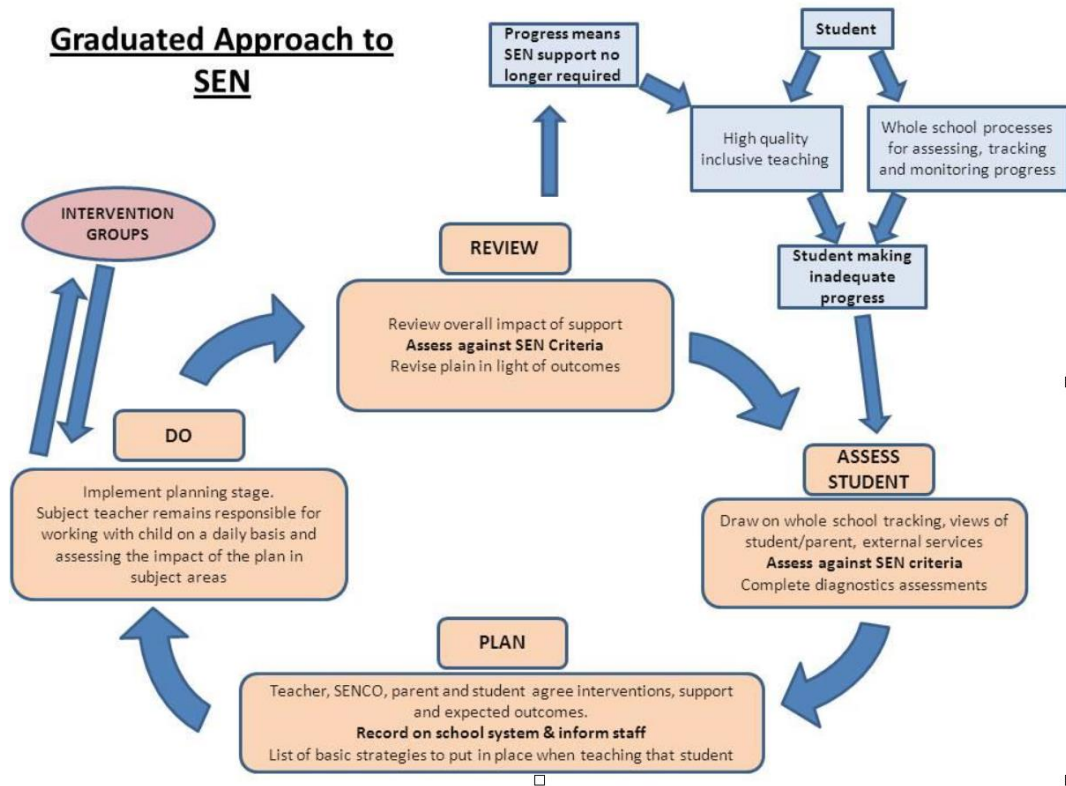 Graduated Approach to
SEN
Progress means
SEN support no
longer required
Student
High quality
inclusive teaching
Whole school processes
for assessing, tracking
and monitoring progress
Student making
inadequate
progress
INTERVENTION
GROUPS
REVIEW
Review overall impact of support
Assess against SEN Criteria
Revise plain in light of outcomes
DO
Implement planning stage.
Subject teacher remains responsible for
working with child on a daily basis and
assessing the impact of the plan in
subject areas
ASSESS
STUDENT
Draw on whole school tracking, views of
student/parent, external services
Assess against SEN criteria
Complete diagnostics assessments
PLAN
Teacher, SENCO, parent and student agree interventions, support
and expected outcomes.
Record on school system & inform staff
List of basic strategies to put in place when teaching that student